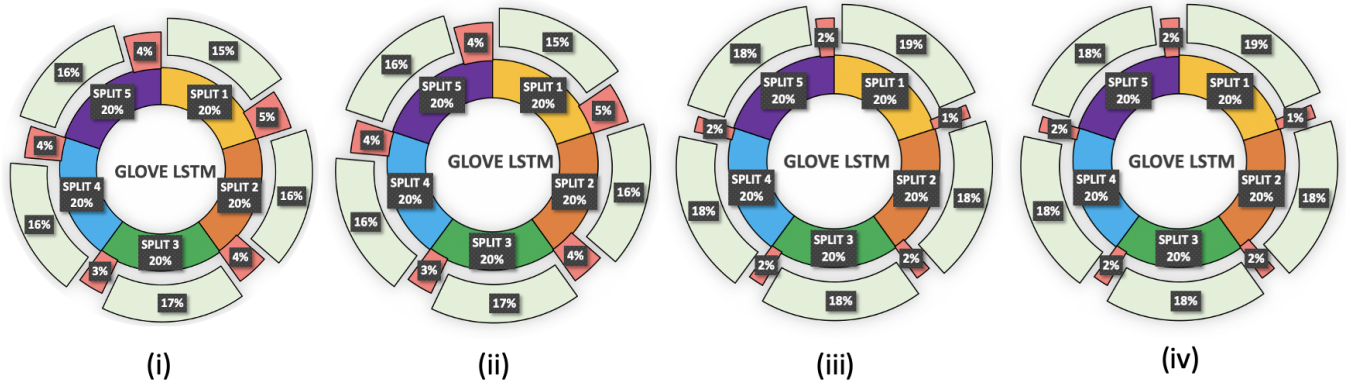 4%
15%
16%
SPLIT 5
20%
SPLIT 1
20%
5%
4%
GLOVE LSTM
SPLIT 4
20%
SPLIT 2
20%
16%
16%
SPLIT 3
20%
3%
4%
17%
(i)
4%
15%
16%
SPLIT 5
20%
SPLIT 1
20%
5%
4%
GLOVE LSTM
SPLIT 4
20%
SPLIT 2
20%
16%
16%
SPLIT 3
20%
3%
4%
17%
(ii)
2%
19%
18%
SPLIT 5
20%
SPLIT 1
20%
1%
2%
GLOVE LSTM
SPLIT 4
20%
SPLIT 2
20%
18%
18%
SPLIT 3
20%
2%
2%
18%
(iii)
2%
19%
18%
SPLIT 5
20%
SPLIT 1
20%
1%
2%
GLOVE LSTM
SPLIT 4
20%
SPLIT 2
20%
18%
18%
SPLIT 3
20%
2%
2%
18%
(iv)